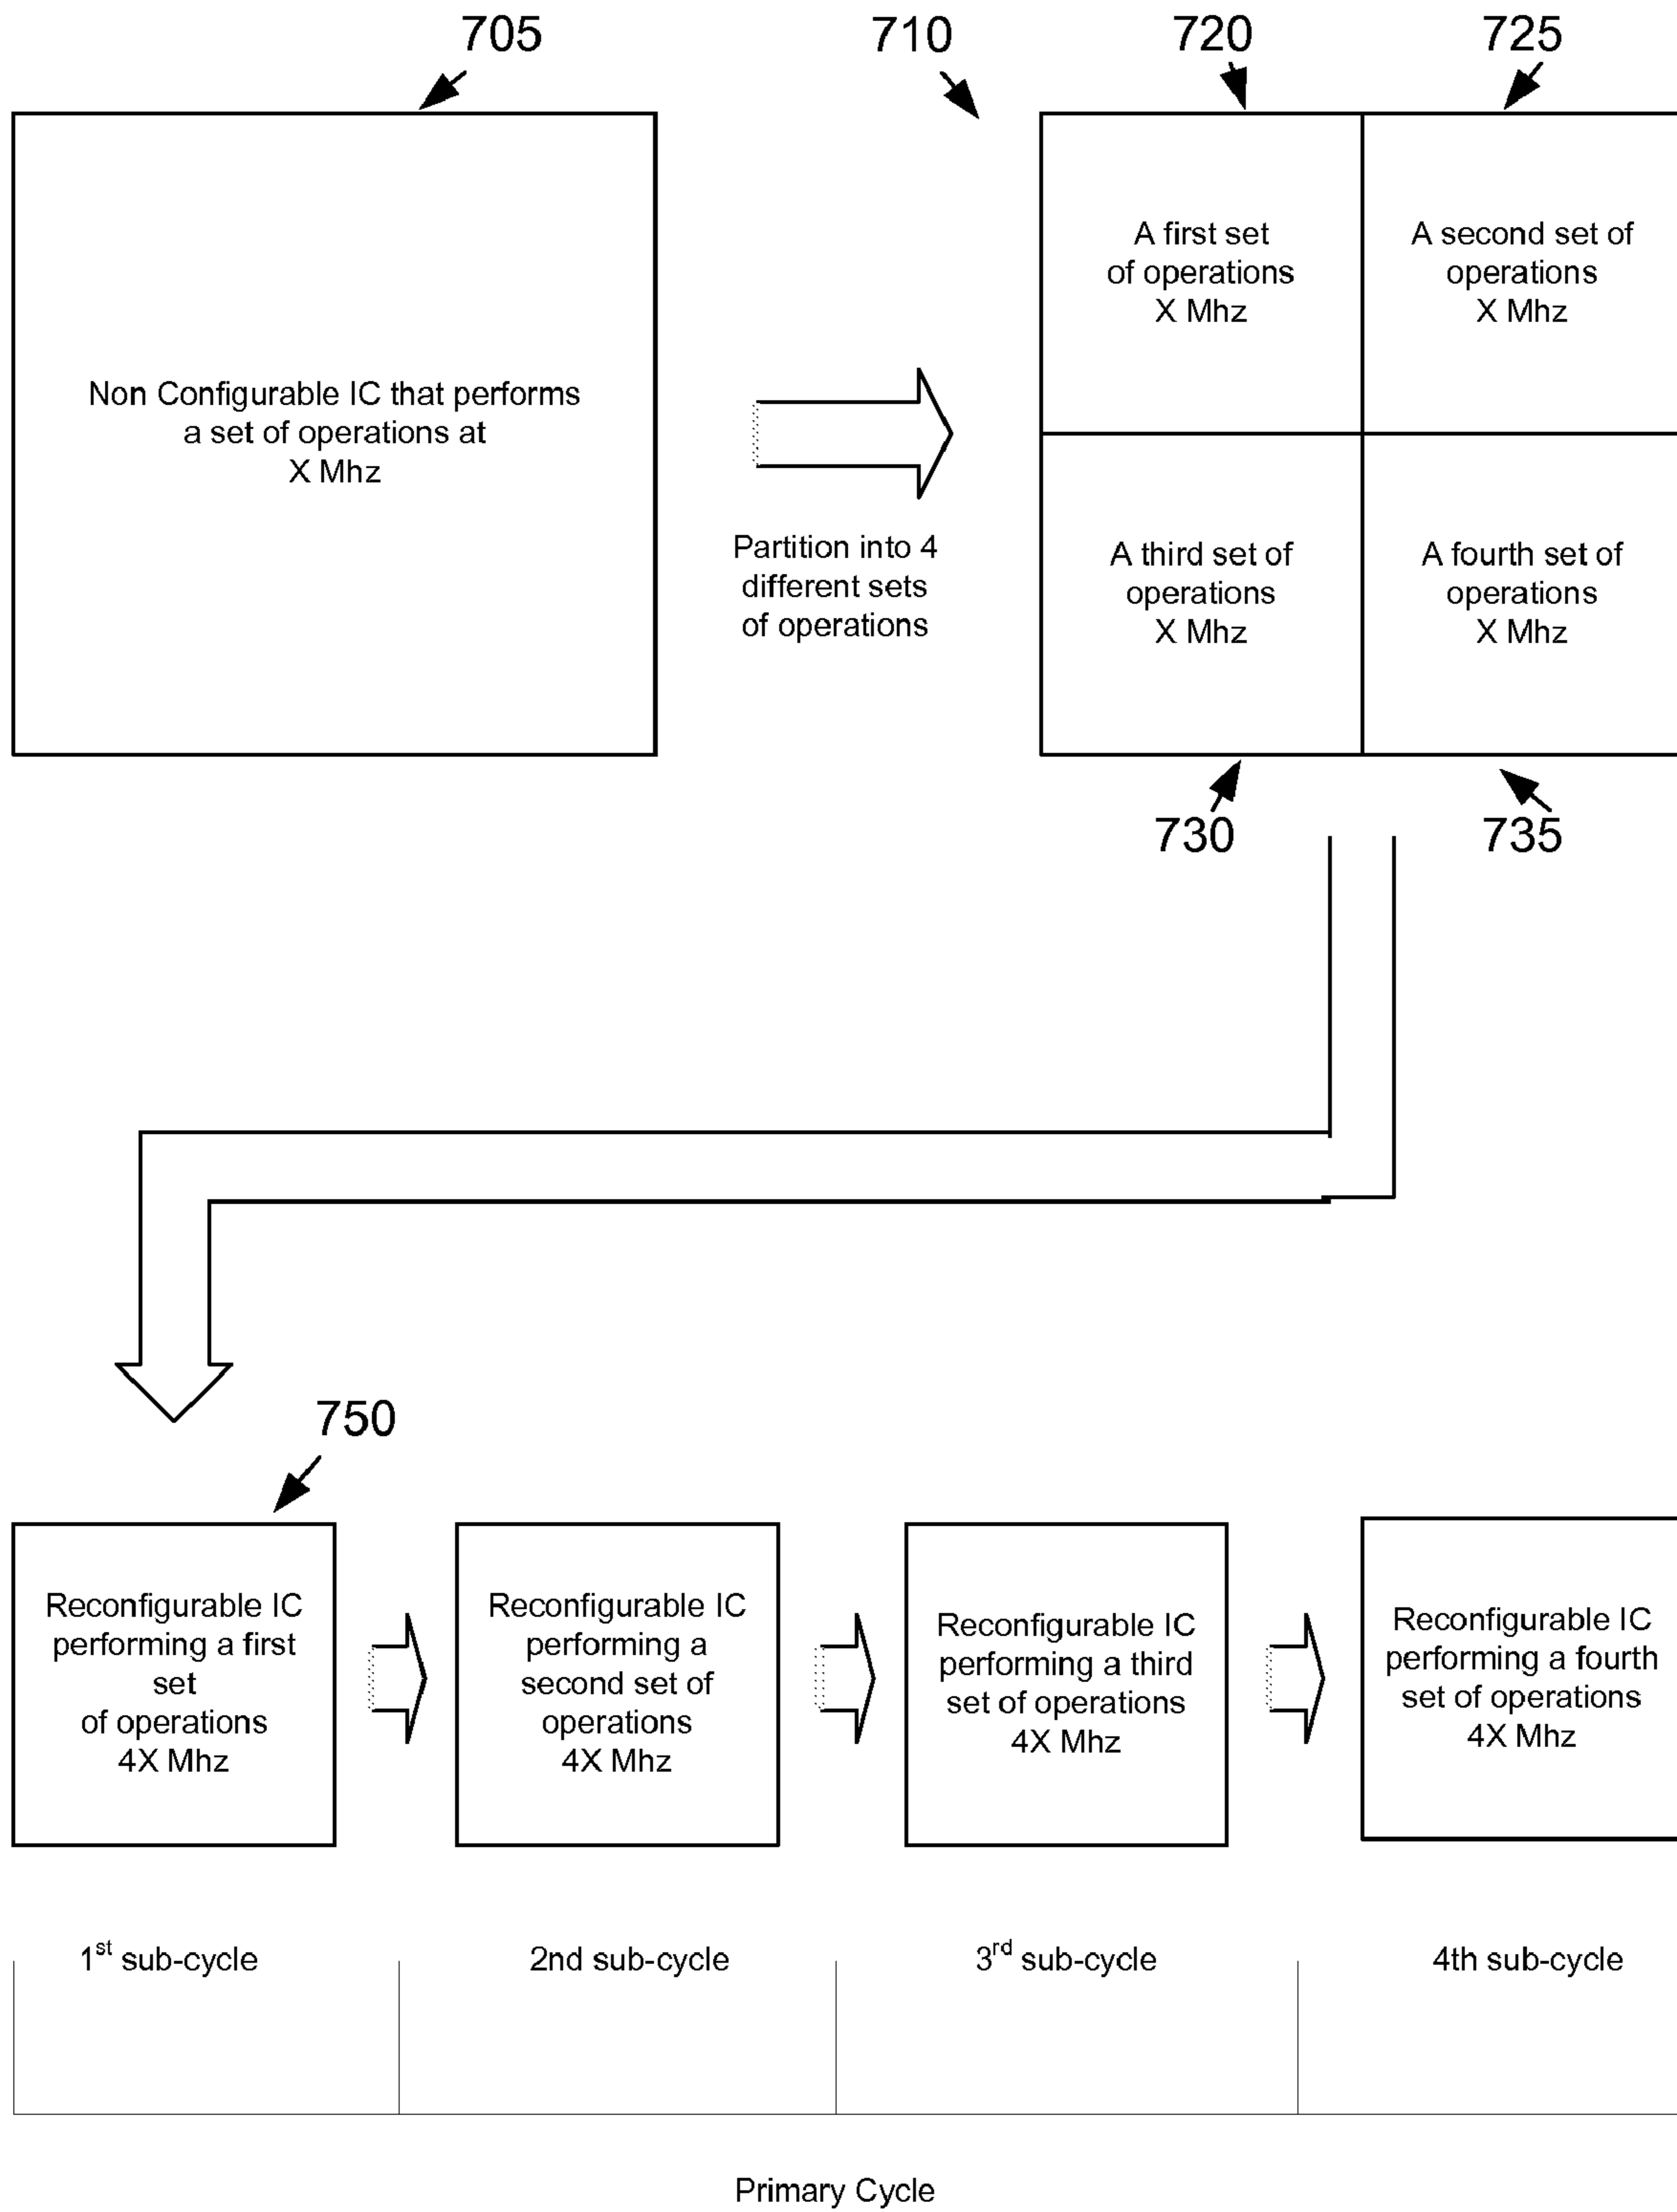 705
710
720
725
Non Configurable IC that performs
a set of operations at
X Mhz
Partition into 4
different sets
of operations
A first set
of operations
X Mhz
A second set of
operations
X Mhz
A third set of
operations
X Mhz
A fourth set of
operations
X Mhz
730
735
750
Reconfigurable IC
performing a first
set
of operations
4X Mhz
Reconfigurable IC
performing a
second set of
operations
4X Mhz
Reconfigurable IC
performing a third
set of operations
4X Mhz
Reconfigurable IC
performing a fourth
set of operations
4X Mhz
1st sub-cycle
2nd sub-cycle
3rd sub-cycle
4th sub-cycle
Primary Cycle